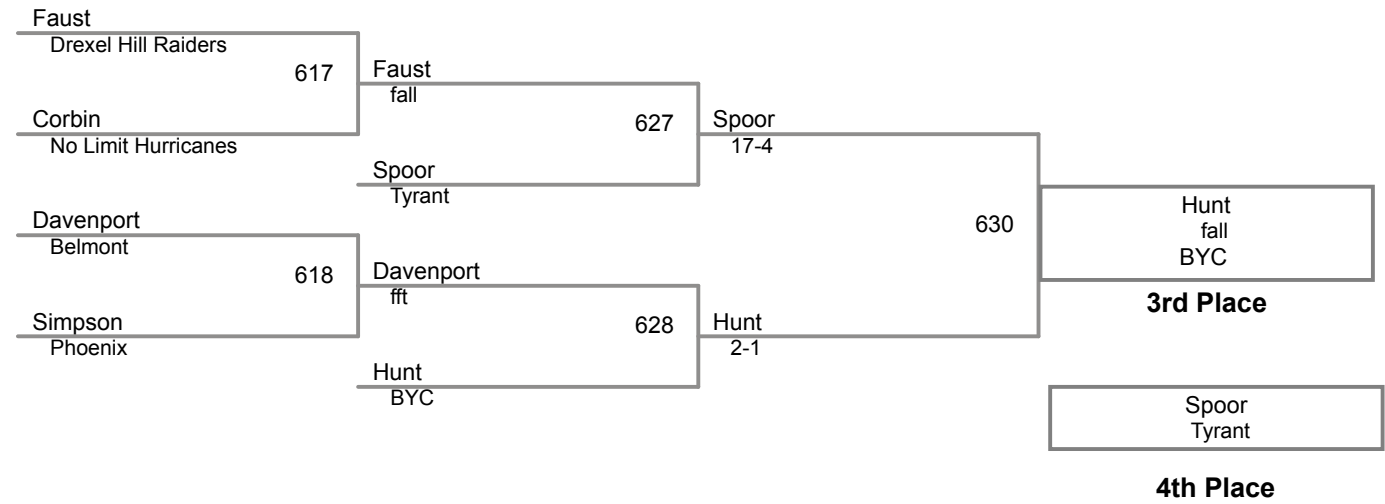 Faust
Drexel Hill Raiders
617
Faust
fall
Corbin
No Limit Hurricanes
627
Spoor
17-4
Spoor
Tyrant
Davenport
Belmont
618
Davenport
fft
630
Hunt
fall
BYC
3rd Place
Simpson
Phoenix
628
Hunt
2-1
Hunt
BYC
Spoor
Tyrant
4th Place